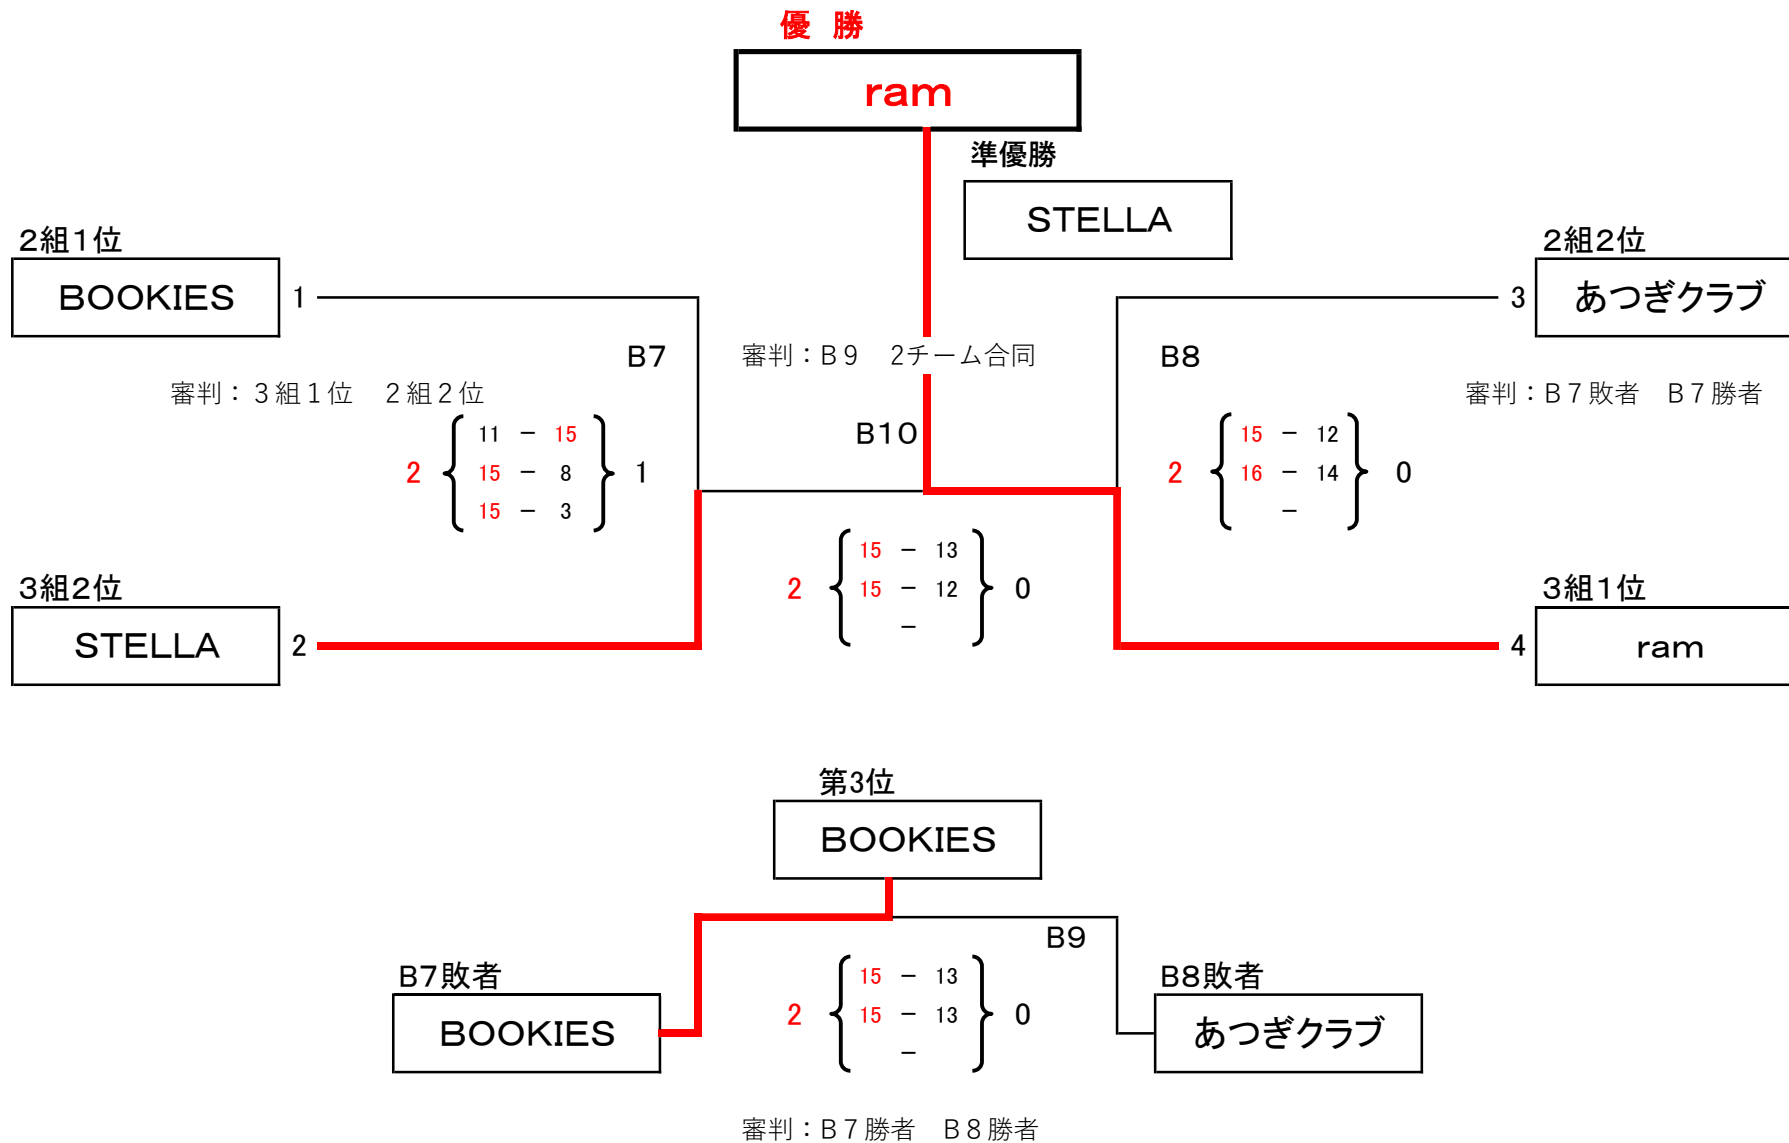 優 勝
ram
準優勝
STELLA
2組1位
2組2位
BOOKIES 1
3 あつぎクラブ
B7
審判：B9　2チーム合同
B8
審判：3組1位　2組2位
審判：B7敗者　B7勝者
B10
11 － 15
2 15 － 8 1
15 － 3
15 － 12
2 16 － 14 0
－
15 － 13
2 15 － 12 0
－
3組2位
3組1位
STELLA 2
4 ram
第3位
BOOKIES
B9
B7敗者
B8敗者
BOOKIES
あつぎクラブ
15 － 13
2 15 － 13 0
－
審判：B7勝者　B8勝者